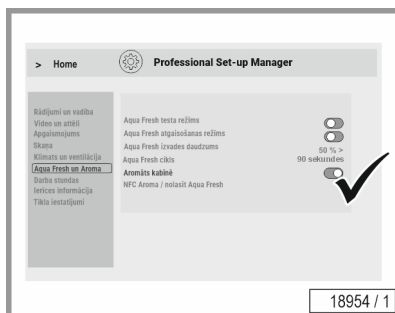 > Home Professional Set-up Manager
Rādījumi un vadība
Video un attēli
Apgaismojums
Skaņa
Klimats un ventilācija
Aqua Fresh un Aroma
Darba stundas
Ierīces informācija
Tīkla iestatījumi
Aqua Fresh testa režīms
Aqua Fresh atgaisošanas režīms
Aqua Fresh izvades daudzums 50 % >
Aqua Fresh cikls 90 sekundes
Aromāts kabīnē
NFC Aroma / nolasīt Aqua Fresh
18954 / 1